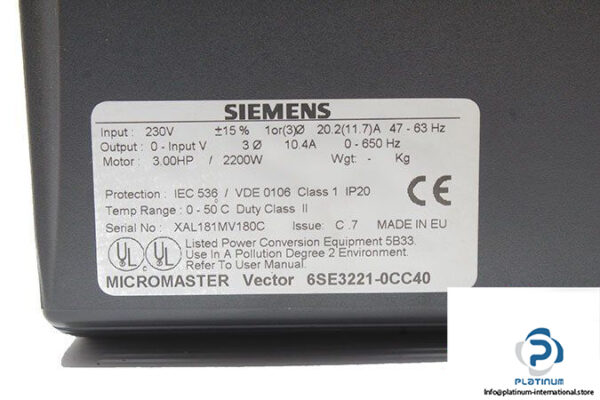 SIEMENS
Input : 230V ±15 % 1or(3)Ø 20.2(11.7)A 47 - 63 Hz
Output : 0 - Input V 3 Ø 10.4A 0 - 650 Hz
Motor : 3.00HP / 2200W Wgt: - Kg
Protection : IEC 536 / VDE 0106 Class 1 IP20
Temp Range : 0 - 50°C Duty Class II
CE
Serial No : XAL181MV180C Issue: C .7 MADE IN EU
UL UL
Listed Power Conversion Equipment 5B33.
Use In A Pollution Degree 2 Environment.
Refer To User Manual.
MICROMASTER Vector 6SE3221-0CC40
PLATINUM
Info@platinum-international.store